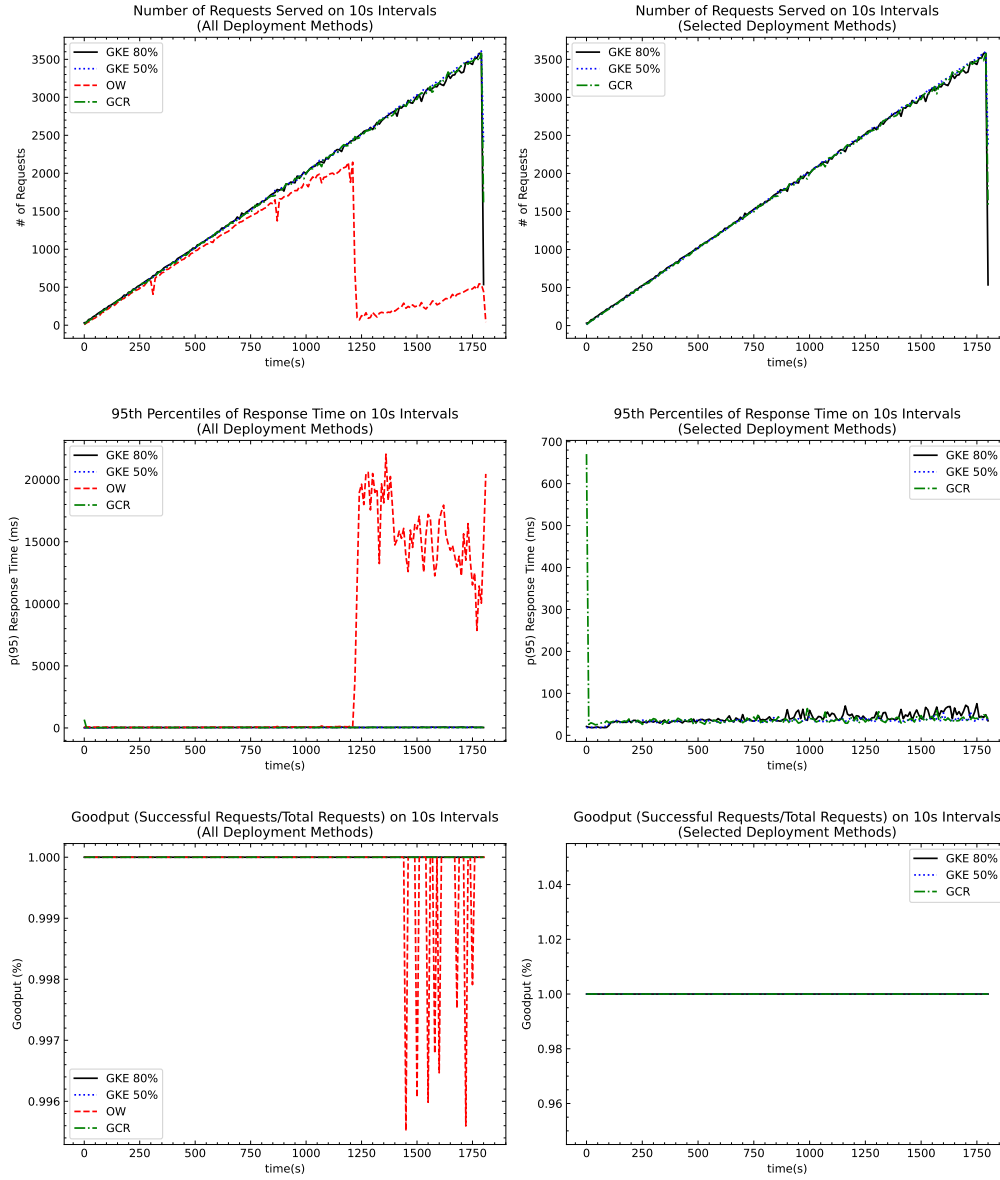 Number of Requests Served on 10s Intervals
(All Deployment Methods)
GKE 80%
GKE 50%
OW
GCR
# of Requests
3500
3000
2500
2000
1500
1000
500
0
0 250 500 750 1000 1250 1500 1750
time(s)
Number of Requests Served on 10s Intervals
(Selected Deployment Methods)
GKE 80%
GKE 50%
GCR
# of Requests
3500
3000
2500
2000
1500
1000
500
0
0 250 500 750 1000 1250 1500 1750
time(s)
95th Percentiles of Response Time on 10s Intervals
(All Deployment Methods)
GKE 80%
GKE 50%
OW
GCR
p(95) Response Time (ms)
20000
15000
10000
5000
0
0 250 500 750 1000 1250 1500 1750
time(s)
95th Percentiles of Response Time on 10s Intervals
(Selected Deployment Methods)
GKE 80%
GKE 50%
GCR
p(95) Response Time (ms)
700
600
500
400
300
200
100
0
0 250 500 750 1000 1250 1500 1750
time(s)
Goodput (Successful Requests/Total Requests) on 10s Intervals
(All Deployment Methods)
Goodput (%)
1.000
0.999
0.998
0.997
0.996
GKE 80%
GKE 50%
OW
GCR
0 250 500 750 1000 1250 1500 1750
time(s)
Goodput (Successful Requests/Total Requests) on 10s Intervals
(Selected Deployment Methods)
GKE 80%
GKE 50%
GCR
Goodput (%)
1.04
1.02
1.00
0.98
0.96
0 250 500 750 1000 1250 1500 1750
time(s)